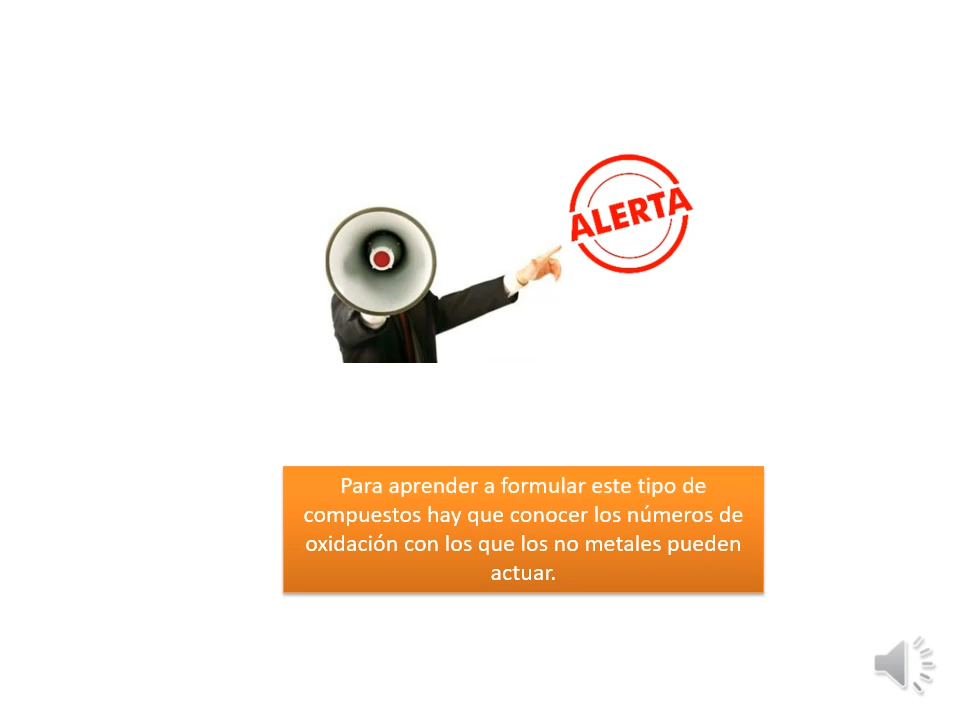 ALERTA
Para aprender a formular este tipo de
compuestos hay que conocer los números de
oxidación con los que los no metales pueden
actuar.